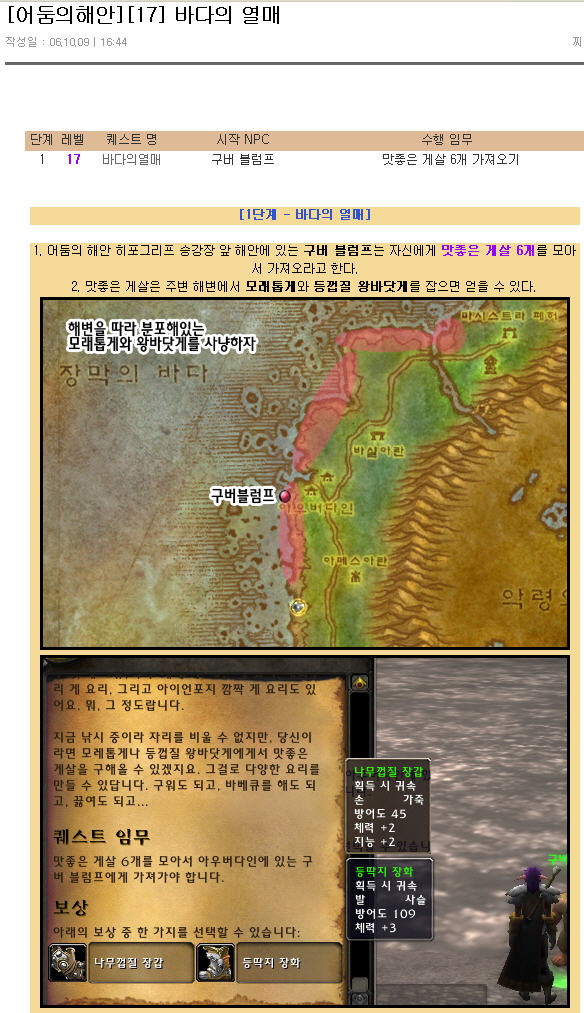 [어둠의해안][17] 바다의 열매
작성일 : 06,10,09 | 16:44
찌
단계 레벨 퀘스트 명 시작 NPC 수행 임무
1 17 바다의열매 구버 블럼프 맛좋은 게살 6개 가져오기
[1단계 - 바다의 열매]
1. 어둠의 해안 히포그리프 승강장 앞 해안에 있는 구버 블럼프는 자신에게 맛좋은 게살 6개를 모아
서 가져오라고 한다.
2. 맛좋은 게살은 주변 해변에서 모래톱게와 등껍질 왕바닷게를 잡으면 얻을 수 있다.
해변을 따라 분포해있는
모래톱게와 왕바닷게를 사냥하자
마시스트라 폐허
장막의 바다
바살아란
구버블럼프
아우버다인
아메스아란
악령의
리 게 요리, 그리고 아이언포지 깜짝 게 요리도 있
어요. 뭐, 그 정도랍니다.
지금 낚시 중이라 자리를 비울 수 없지만, 당신이
라면 모레톱게나 등껍질 왕바닷게에게서 맛좋은
게살을 구해올 수 있겠지요. 그걸로 다양한 요리를
만들 수 있답니다. 구워도 되고, 바베큐를 해도 되
고, 끓여도 되고...
퀘스트 임무
맛좋은 게살 6개를 모아서 아우버다인에 있는 구
버 블럼프에게 가져가야 합니다.
보상
아래의 보상 중 한 가지를 선택할 수 있습니다:
나무껍질 장갑 등딱지 장화
나무껍질 장갑
획득 시 귀속
손 가죽
방어도 45
체력 +2
지능 +2
등딱지 장화
획득 시 귀속
발 사슬
방어도 109
체력 +3
구버